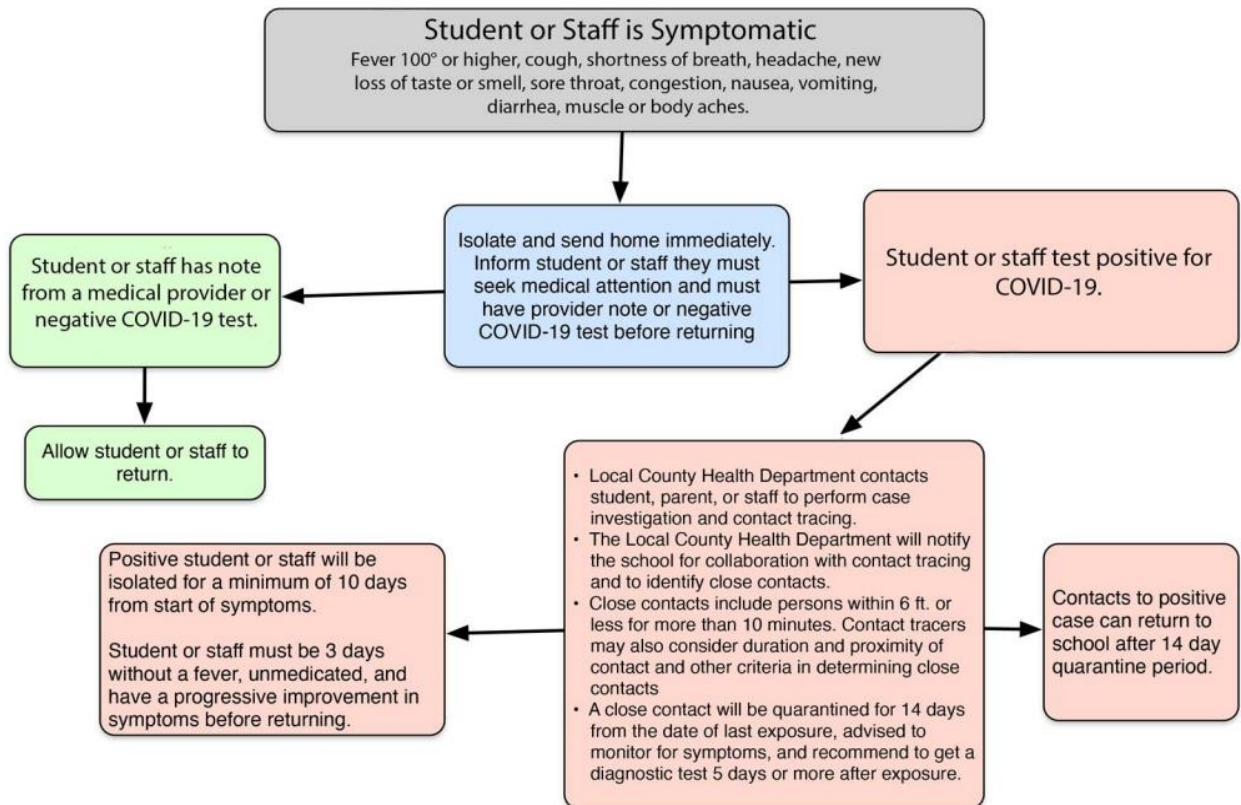 Student or Staff is Symptomatic
Fever 100° or higher, cough, shortness of breath, headache, new
loss of taste or smell, sore throat, congestion, nausea, vomiting,
diarrhea, muscle or body aches.
Isolate and send home immediately.
Inform student or staff they must
seek medical attention and must
have provider note or negative
COVID-19 test before returning
Student or staff has note
from a medical provider or
negative COVID-19 test.
Allow student or staff to
return.
Student or staff test positive for
COVID-19.
• Local County Health Department contacts
student, parent, or staff to perform case
investigation and contact tracing.
• The Local County Health Department will notify
the school for collaboration with contact tracing
and to identify close contacts.
• Close contacts include persons within 6 ft. or
less for more than 10 minutes. Contact tracers
may also consider duration and proximity of
contact and other criteria in determining close
contacts
• A close contact will be quarantined for 14 days
from the date of last exposure, advised to
monitor for symptoms, and recommend to get a
diagnostic test 5 days or more after exposure.
Positive student or staff will be
isolated for a minimum of 10 days
from start of symptoms.
Student or staff must be 3 days
without a fever, unmedicated, and
have a progressive improvement in
symptoms before returning.
Contacts to positive
case can return to
school after 14 day
quarantine period.